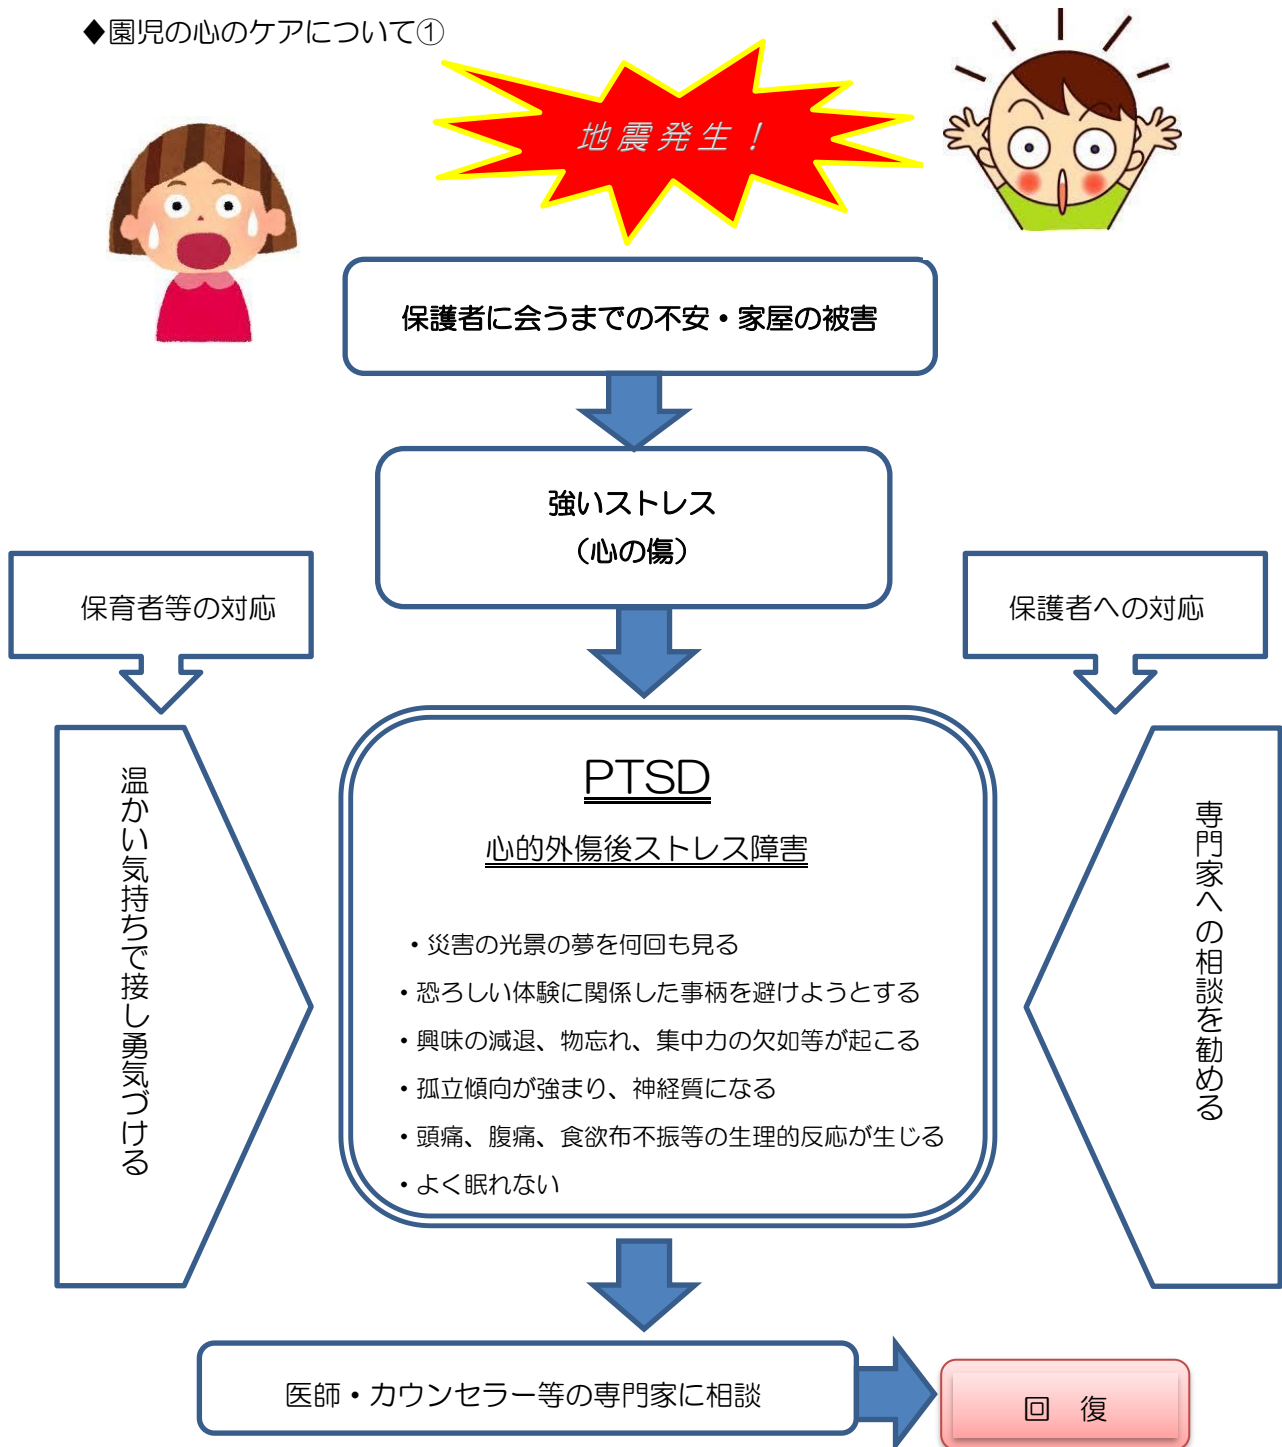 ◆園児の心のケアについて①
地震発生！
保護者に会うまでの不安・家屋の被害
強いストレス
（心の傷）
保育者等の対応
保護者への対応
温かい気持ちで接し勇気づける
PTSD
心的外傷後ストレス障害
・災害の光景の夢を何回も見る
・恐ろしい体験に関係した事柄を避けようとする
・興味の減退、物忘れ、集中力の欠如等が起こる
・孤立傾向が強まり、神経質になる
・頭痛、腹痛、食欲布不振等の生理的反応が生じる
・よく眠れない
専門家への相談を勧める
医師・カウンセラー等の専門家に相談
回　復